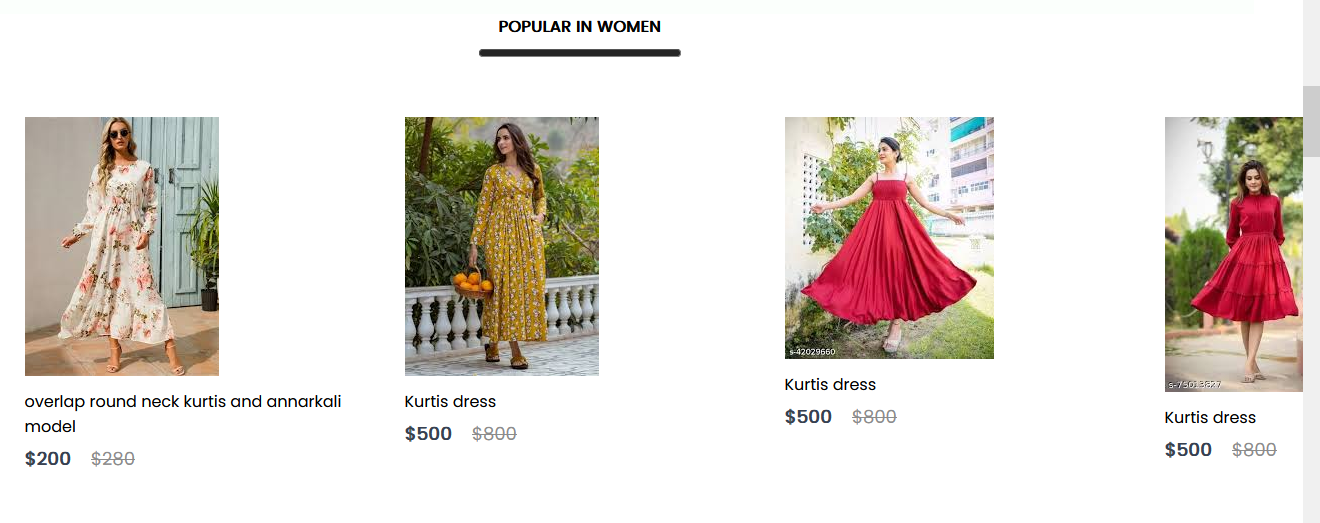 POPULAR IN WOMEN
s-42029660
s-75013827
overlap round neck kurtis and annarkali
model
$200 $280
Kurtis dress
$500 $800
Kurtis dress
$500 $800
Kurtis dress
$500 $800